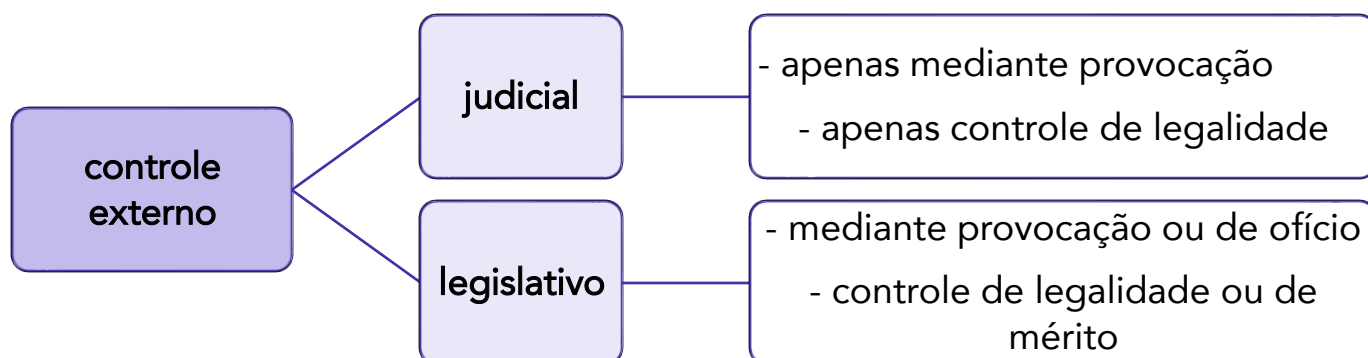 controle
externo
judicial
- apenas mediante provocação
- apenas controle de legalidade
legislativo
- mediante provocação ou de ofício
- controle de legalidade ou de
mérito